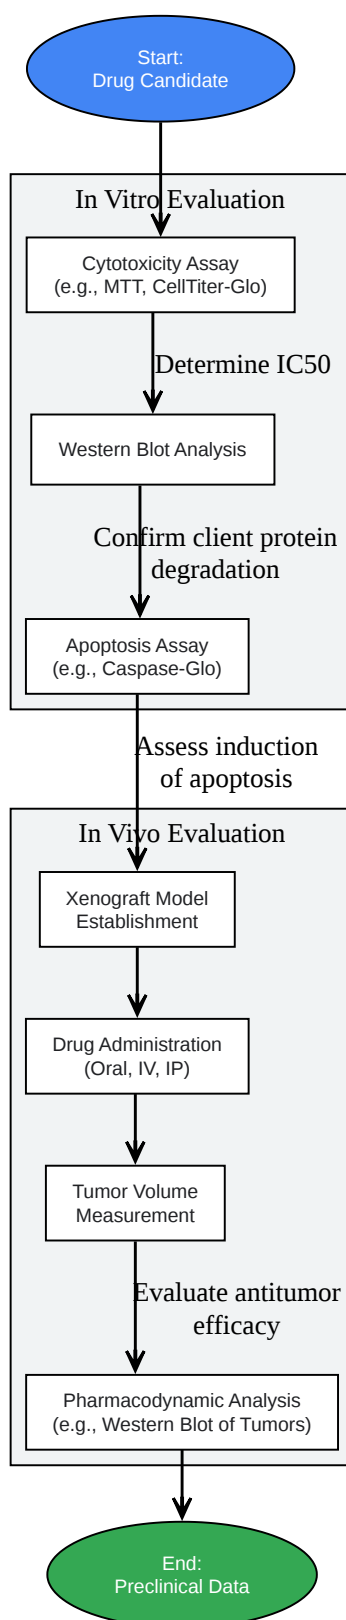 Start:
Drug Candidate
In Vitro Evaluation
Cytotoxicity Assay
(e.g., MTT, CellTiter-Glo)
Determine IC50
Western Blot Analysis
Confirm client protein
degradation
Apoptosis Assay
(e.g., Caspase-Glo)
Assess induction
of apoptosis
In Vivo Evaluation
Xenograft Model
Establishment
Drug Administration
(Oral, IV, IP)
Tumor Volume
Measurement
Evaluate antitumor
efficacy
Pharmacodynamic Analysis
(e.g., Western Blot of Tumors)
End:
Preclinical Data